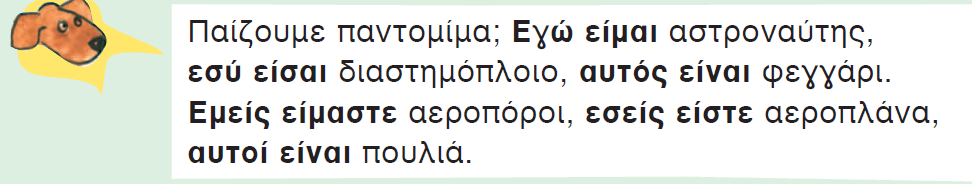 Παίζουμε παντομίμα; Εγώ είμαι αστροναύτης,
εσύ είσαι διαστημόπλοιο, αυτός είναι φεγγάρι.
Εμείς είμαστε αεροπόροι, εσείς είστε αεροπλάνα,
αυτοί είναι πουλιά.